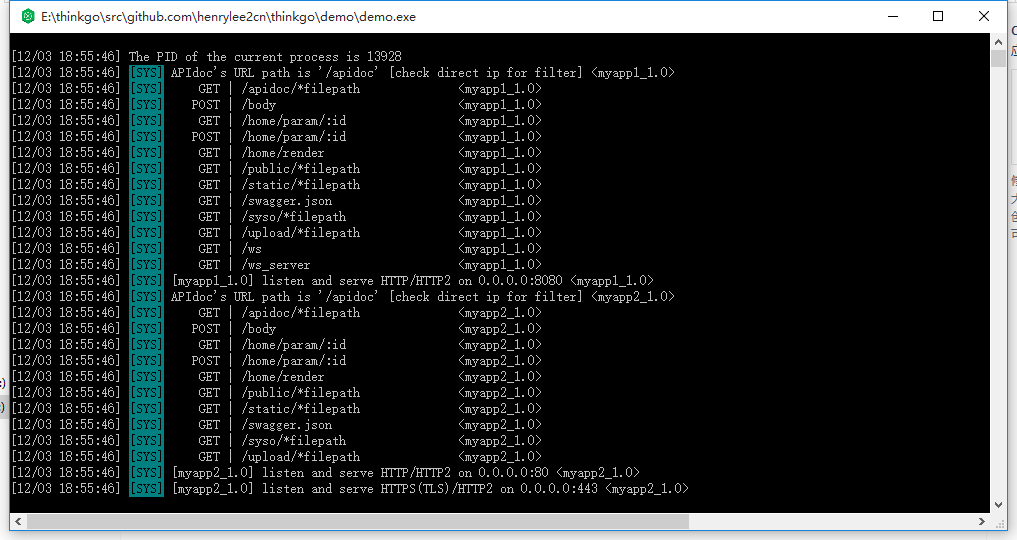 E:\thinkgo\src\github.com\henrylee2cn\thinkgo\demo\demo.exe
[12/03 18:55:46] The PID of the current process is 13928
[12/03 18:55:46] [SYS] APIdoc's URL path is '/apidoc' [check direct ip for filter] <myapp1_1.0>
[12/03 18:55:46] [SYS] GET | /apidoc/*filepath <myapp1_1.0>
[12/03 18:55:46] [SYS] POST | /body <myapp1_1.0>
[12/03 18:55:46] [SYS] GET | /home/param/:id <myapp1_1.0>
[12/03 18:55:46] [SYS] POST | /home/param/:id <myapp1_1.0>
[12/03 18:55:46] [SYS] GET | /home/render <myapp1_1.0>
[12/03 18:55:46] [SYS] GET | /public/*filepath <myapp1_1.0>
[12/03 18:55:46] [SYS] GET | /static/*filepath <myapp1_1.0>
[12/03 18:55:46] [SYS] GET | /swagger.json <myapp1_1.0>
[12/03 18:55:46] [SYS] GET | /syso/*filepath <myapp1_1.0>
[12/03 18:55:46] [SYS] GET | /upload/*filepath <myapp1_1.0>
[12/03 18:55:46] [SYS] GET | /ws <myapp1_1.0>
[12/03 18:55:46] [SYS] GET | /ws_server <myapp1_1.0>
[12/03 18:55:46] [SYS] [myapp1_1.0] listen and serve HTTP/HTTP2 on 0.0.0.0:8080 <myapp1_1.0>
[12/03 18:55:46] [SYS] APIdoc's URL path is '/apidoc' [check direct ip for filter] <myapp2_1.0>
[12/03 18:55:46] [SYS] GET | /apidoc/*filepath <myapp2_1.0>
[12/03 18:55:46] [SYS] POST | /body <myapp2_1.0>
[12/03 18:55:46] [SYS] GET | /home/param/:id <myapp2_1.0>
[12/03 18:55:46] [SYS] POST | /home/param/:id <myapp2_1.0>
[12/03 18:55:46] [SYS] GET | /home/render <myapp2_1.0>
[12/03 18:55:46] [SYS] GET | /public/*filepath <myapp2_1.0>
[12/03 18:55:46] [SYS] GET | /static/*filepath <myapp2_1.0>
[12/03 18:55:46] [SYS] GET | /swagger.json <myapp2_1.0>
[12/03 18:55:46] [SYS] GET | /syso/*filepath <myapp2_1.0>
[12/03 18:55:46] [SYS] GET | /upload/*filepath <myapp2_1.0>
[12/03 18:55:46] [SYS] [myapp2_1.0] listen and serve HTTP/HTTP2 on 0.0.0.0:80 <myapp2_1.0>
[12/03 18:55:46] [SYS] [myapp2_1.0] listen and serve HTTPS(TLS)/HTTP2 on 0.0.0.0:443 <myapp2_1.0>